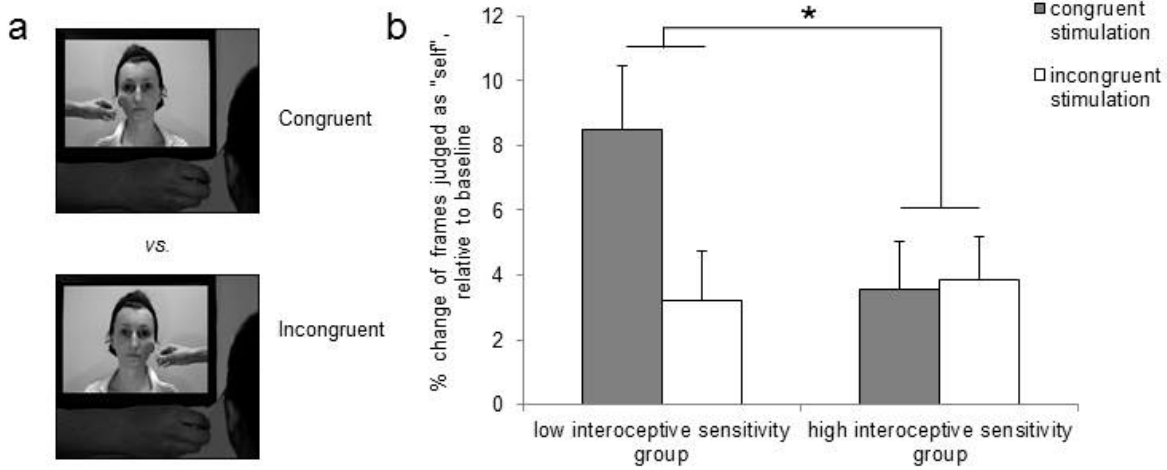 a
Congruent
vs.
Incongruent
b
% change of frames judged as "self",
relative to baseline
12
10
8
6
4
2
0
*
low interoceptive sensitivity
group
high interoceptive sensitivity
group
congruent
stimulation
incongruent
stimulation